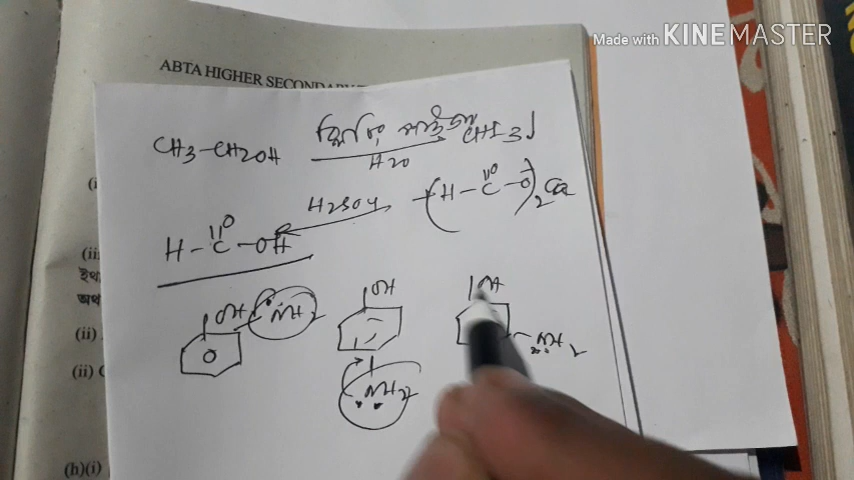 Made with KINEMASTER
ABTA HIGHER SECONDARY
CH3-CH2OH ব্লিচিং পাউডার CHI3↓
H2O
H-C-O)2Ca
O
H2SO4
H-C-OH
O
OH NH2
OH
NH2
OH
NH2
(ii)
(ii)
(h)(i)